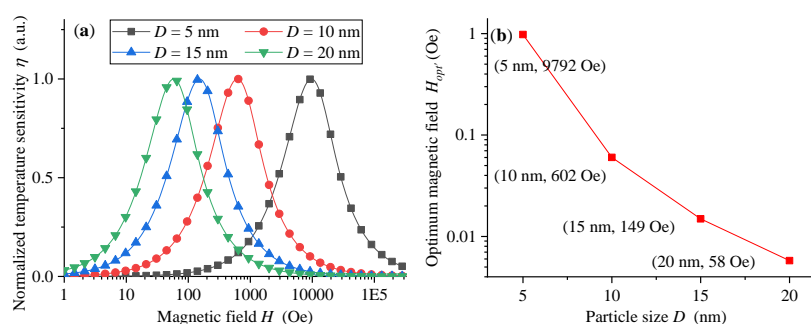 (a)
D = 5 nm
D = 10 nm
D = 15 nm
D = 20 nm
Normalized temperature sensitivity η (a.u.)
1.0
0.5
0.0
1
10
100
1000
10000
1E5
Magnetic field H (Oe)
(b)
Optimum magnetic field H_opt' (Oe)
1
0.1
0.01
(5 nm, 9792 Oe)
(10 nm, 602 Oe)
(15 nm, 149 Oe)
(20 nm, 58 Oe)
5
10
15
20
Particle size D (nm)